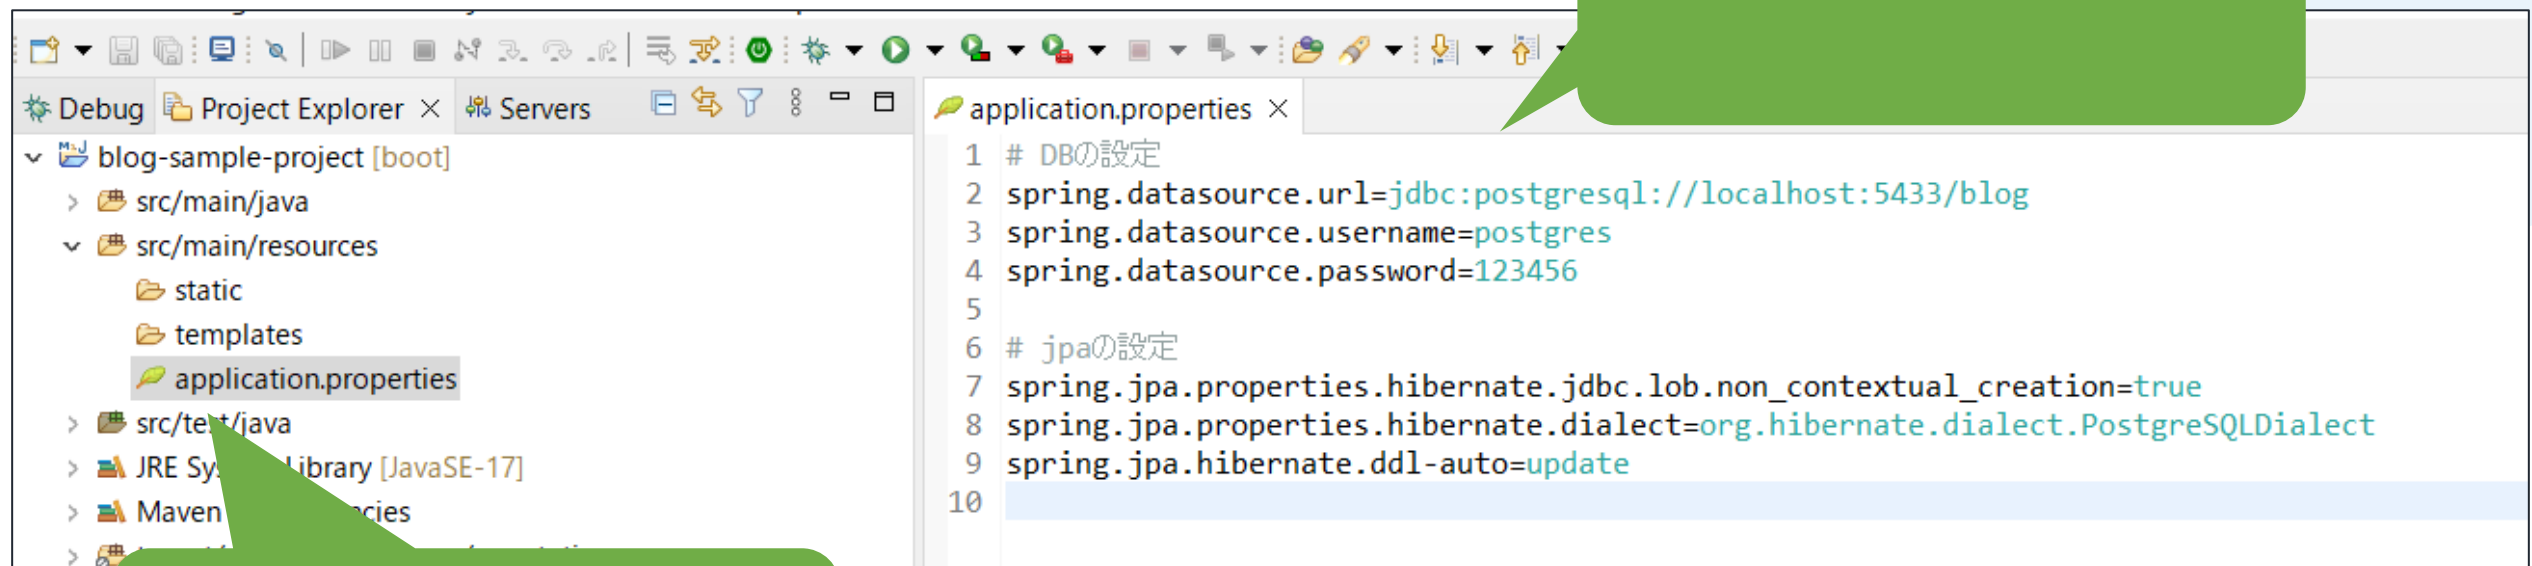 Debug Project Explorer Servers
blog-sample-project [boot]
src/main/java
src/main/resources
static
templates
application.properties
src/test/java
JRE Library [JavaSE-17]
Maven
application.properties
1 # DBの設定
2 spring.datasource.url=jdbc:postgresql://localhost:5433/blog
3 spring.datasource.username=postgres
4 spring.datasource.password=123456
5
6 # jpaの設定
7 spring.jpa.properties.hibernate.jdbc.lob.non_contextual_creation=true
8 spring.jpa.properties.hibernate.dialect=org.hibernate.dialect.PostgreSQLDialect
9 spring.jpa.hibernate.ddl-auto=update
10